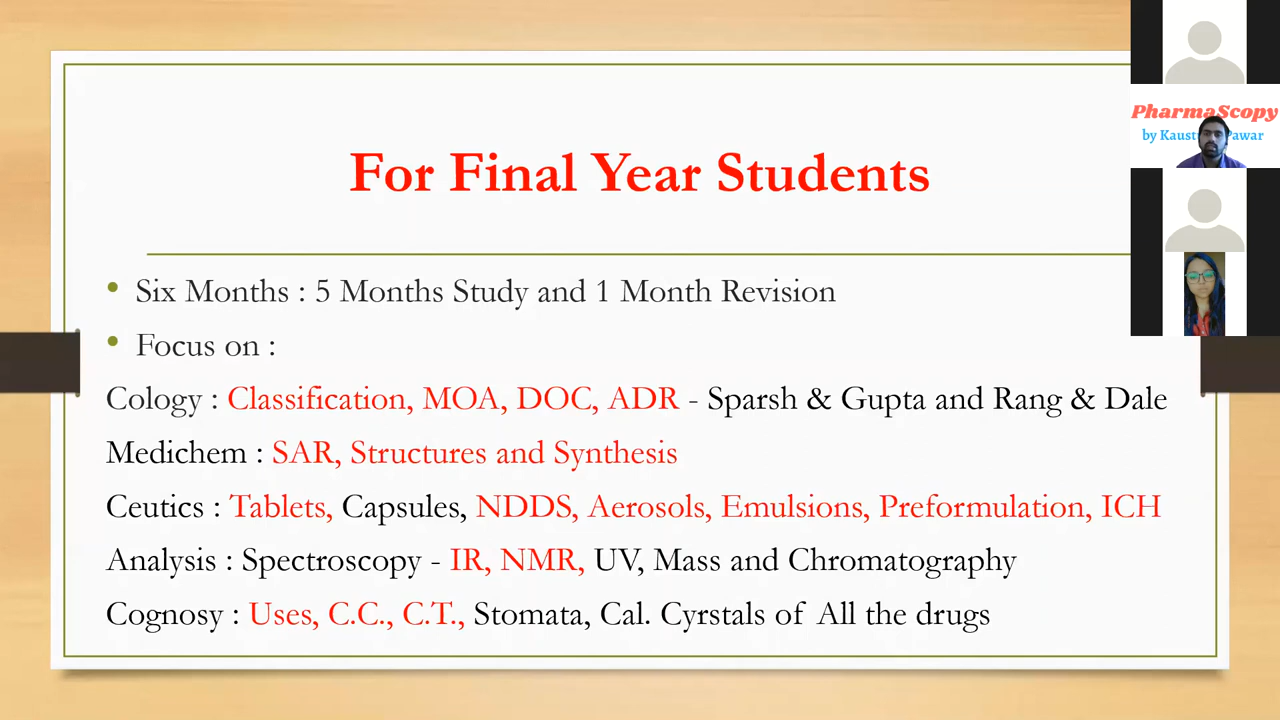 For Final Year Students
PharmaScopy
by Kaust Pawar
• Six Months : 5 Months Study and 1 Month Revision
• Focus on :
Cology : Classification, MOA, DOC, ADR - Sparsh & Gupta and Rang & Dale
Medichem : SAR, Structures and Synthesis
Ceutics : Tablets, Capsules, NDDS, Aerosols, Emulsions, Preformulation, ICH
Analysis : Spectroscopy - IR, NMR, UV, Mass and Chromatography
Cognosy : Uses, C.C., C.T., Stomata, Cal. Cyrstals of All the drugs